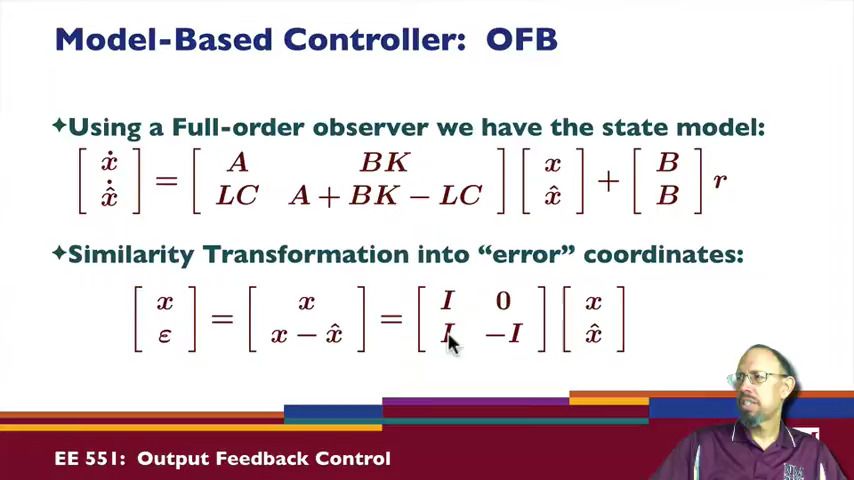 Model-Based Controller: OFB
✦Using a Full-order observer we have the state model:
[ ẋ ; x̂̇ ] = [ A BK ; LC A + BK − LC ] [ x ; x̂ ] + [ B ; B ] r
✦Similarity Transformation into “error” coordinates:
[ x ; ε ] = [ x ; x − x̂ ] = [ I 0 ; I −I ] [ x ; x̂ ]
EE 551: Output Feedback Control